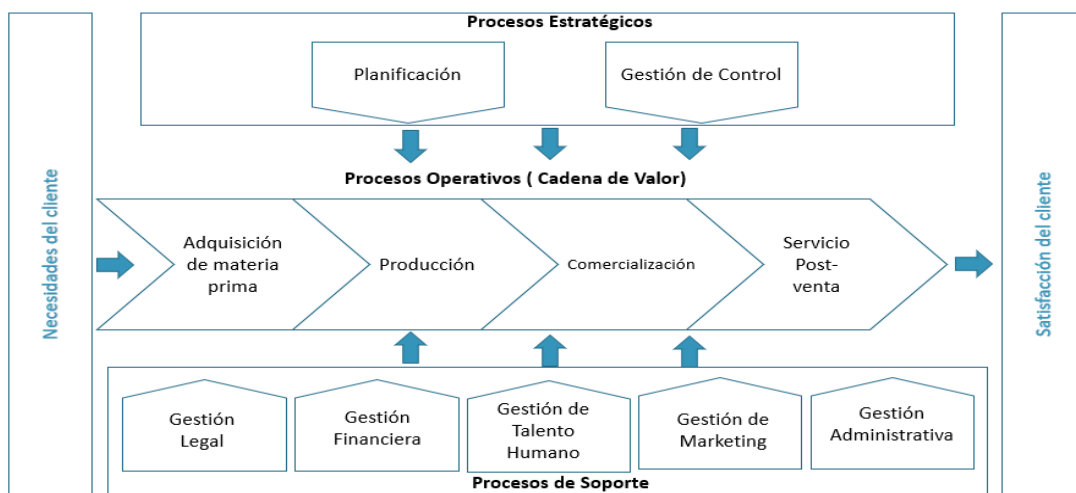 Procesos Estratégicos
Planificación
Gestión de Control
Necesidades del cliente
Procesos Operativos ( Cadena de Valor)
Adquisición
de materia
prima
Producción
Comercialización
Servicio
Post-
venta
Satisfacción del cliente
Gestión
Legal
Gestión
Financiera
Gestión de
Talento
Humano
Gestión de
Marketing
Gestión
Administrativa
Procesos de Soporte